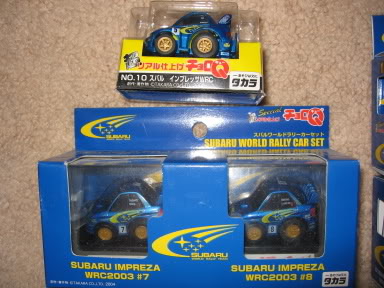 リアル仕上げ チョロQ
NO.10 スバル インプレッサWRC
タカラ
Special チョロQ
スバルワールドラリーカーセット
SUBARU WORLD RALLY CAR SET
7
8
SUBARU
SUBARU IMPREZA
WRC2003 #7
SUBARU IMPREZA
WRC2003 #8
タカラ